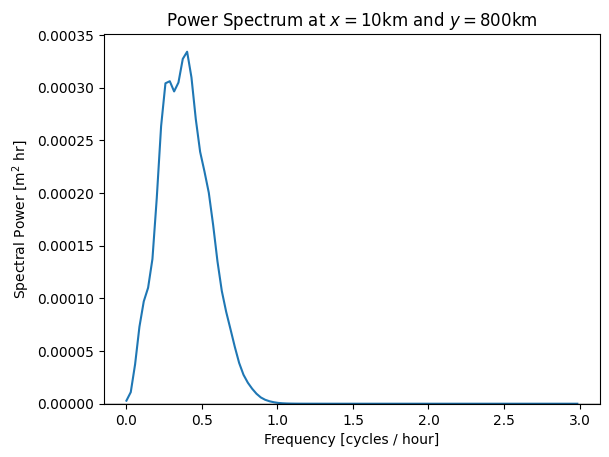 Power Spectrum at x = 10km and y = 800km
0.00035
0.00030
0.00025
0.00020
0.00015
0.00010
0.00005
0.00000
Spectral Power [m² hr]
0.0 0.5 1.0 1.5 2.0 2.5 3.0
Frequency [cycles / hour]